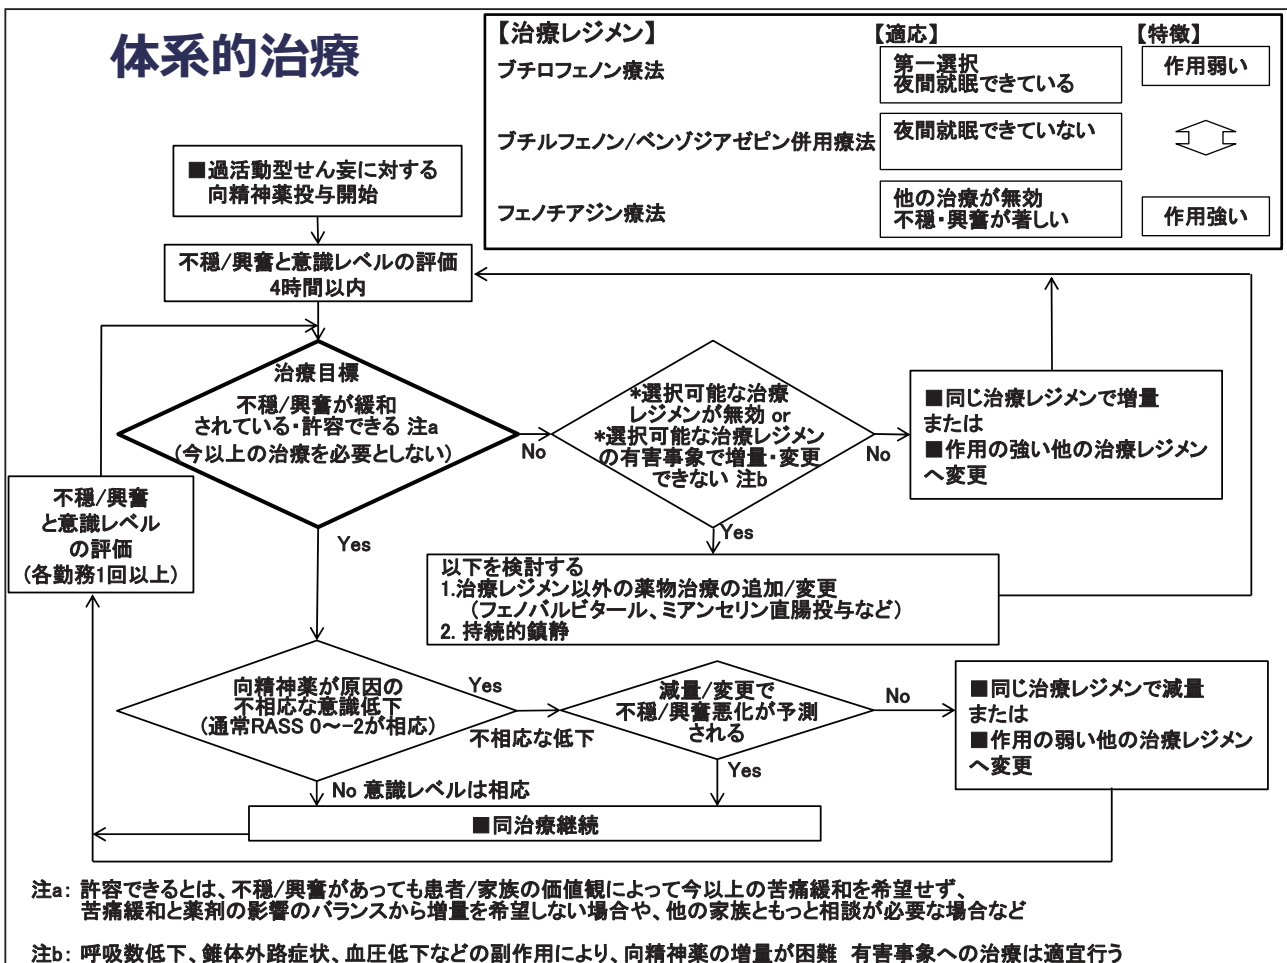 体系的治療
【治療レジメン】
【適応】
【特徴】
ブチロフェノン療法
第一選択
夜間就眠できている
作用弱い
ブチルフェノン/ベンゾジアゼピン併用療法
夜間就眠できていない
フェノチアジン療法
他の治療が無効
不穏・興奮が著しい
作用強い
■過活動型せん妄に対する
向精神薬投与開始
不穏/興奮と意識レベルの評価
4時間以内
治療目標
不穏/興奮が緩和
されている・許容できる 注a
(今以上の治療を必要としない)
No
*選択可能な治療
レジメンが無効 or
*選択可能な治療レジメン
の有害事象で増量・変更
できない 注b
No
■同じ治療レジメンで増量
または
■作用の強い他の治療レジメン
へ変更
不穏/興奮
と意識レベル
の評価
(各勤務1回以上)
Yes
Yes
以下を検討する
1.治療レジメン以外の薬物治療の追加/変更
(フェノバルビタール、ミアンセリン直腸投与など)
2. 持続的鎮静
向精神薬が原因の
不相応な意識低下
(通常RASS 0～-2が相応)
Yes
不相応な低下
減量/変更で
不穏/興奮悪化が予測
される
No
■同じ治療レジメンで減量
または
■作用の弱い他の治療レジメン
へ変更
Yes
No 意識レベルは相応
■同治療継続
注a: 許容できるとは、不穏/興奮があっても患者/家族の価値観によって今以上の苦痛緩和を希望せず、
苦痛緩和と薬剤の影響のバランスから増量を希望しない場合や、他の家族ともっと相談が必要な場合など
注b: 呼吸数低下、錐体外路症状、血圧低下などの副作用により、向精神薬の増量が困難 有害事象への治療は適宜行う